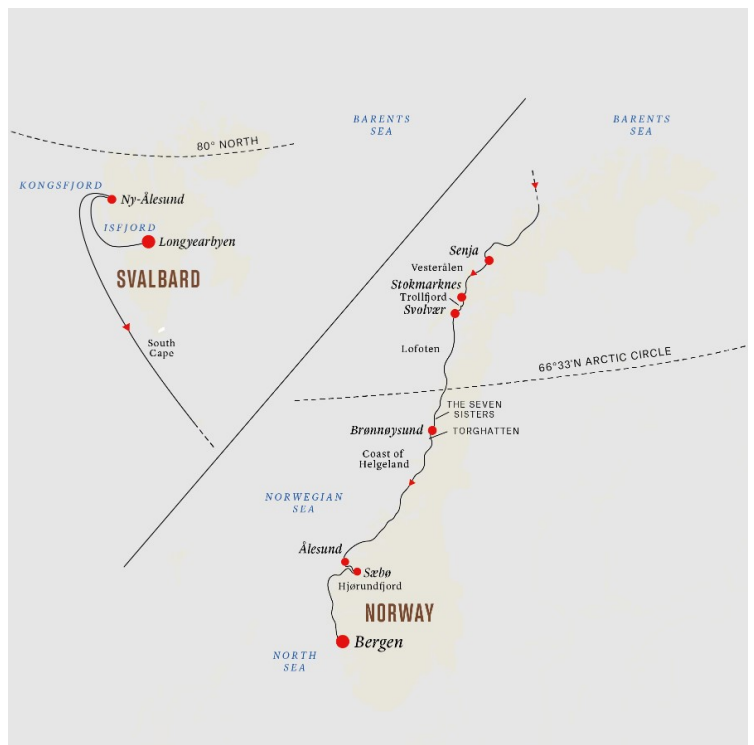 BARENTS
SEA
BARENTS
SEA
80° NORTH
KONGSFJORD
Ny-Ålesund
ISFJORD
Longyearbyen
SVALBARD
South
Cape
Senja
Vesterålen
Stokmarknes
Trollfjord
Svolvær
Lofoten
66°33'N ARCTIC CIRCLE
THE SEVEN
SISTERS
Brønnøysund
TORGHATTEN
Coast of
Helgeland
NORWEGIAN
SEA
Ålesund
Sæbø
Hjørundfjord
NORWAY
Bergen
NORTH
SEA